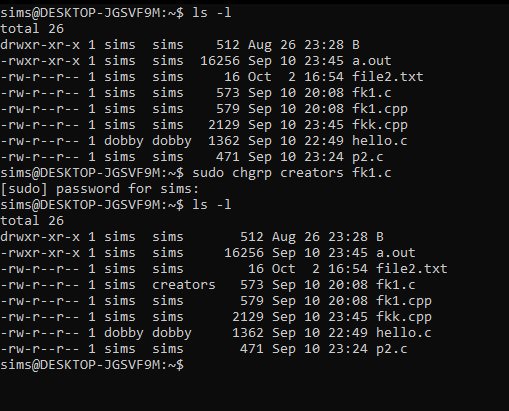 sims@DESKTOP-JGSVF9M:~$ ls -l
total 26
drwxr-xr-x 1 sims  sims    512 Aug 26 23:28 B
-rwxr-xr-x 1 sims  sims  16256 Sep 10 23:45 a.out
-rw-r--r-- 1 sims  sims     16 Oct  2 16:54 file2.txt
-rw-r--r-- 1 sims  sims    573 Sep 10 20:08 fk1.c
-rw-r--r-- 1 sims  sims    579 Sep 10 20:08 fk1.cpp
-rw-r--r-- 1 sims  sims   2129 Sep 10 23:45 fkk.cpp
-rw-r--r-- 1 dobby dobby  1362 Sep 10 22:49 hello.c
-rw-r--r-- 1 sims  sims    471 Sep 10 23:24 p2.c
sims@DESKTOP-JGSVF9M:~$ sudo chgrp creators fk1.c
[sudo] password for sims:
sims@DESKTOP-JGSVF9M:~$ ls -l
total 26
drwxr-xr-x 1 sims  sims       512 Aug 26 23:28 B
-rwxr-xr-x 1 sims  sims     16256 Sep 10 23:45 a.out
-rw-r--r-- 1 sims  sims        16 Oct  2 16:54 file2.txt
-rw-r--r-- 1 sims  creators   573 Sep 10 20:08 fk1.c
-rw-r--r-- 1 sims  sims       579 Sep 10 20:08 fk1.cpp
-rw-r--r-- 1 sims  sims      2129 Sep 10 23:45 fkk.cpp
-rw-r--r-- 1 dobby dobby     1362 Sep 10 22:49 hello.c
-rw-r--r-- 1 sims  sims       471 Sep 10 23:24 p2.c
sims@DESKTOP-JGSVF9M:~$